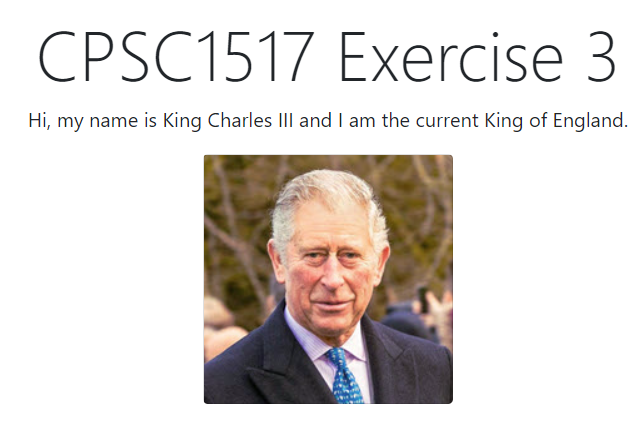 CPSC1517 Exercise 3
Hi, my name is King Charles III and I am the current King of England.